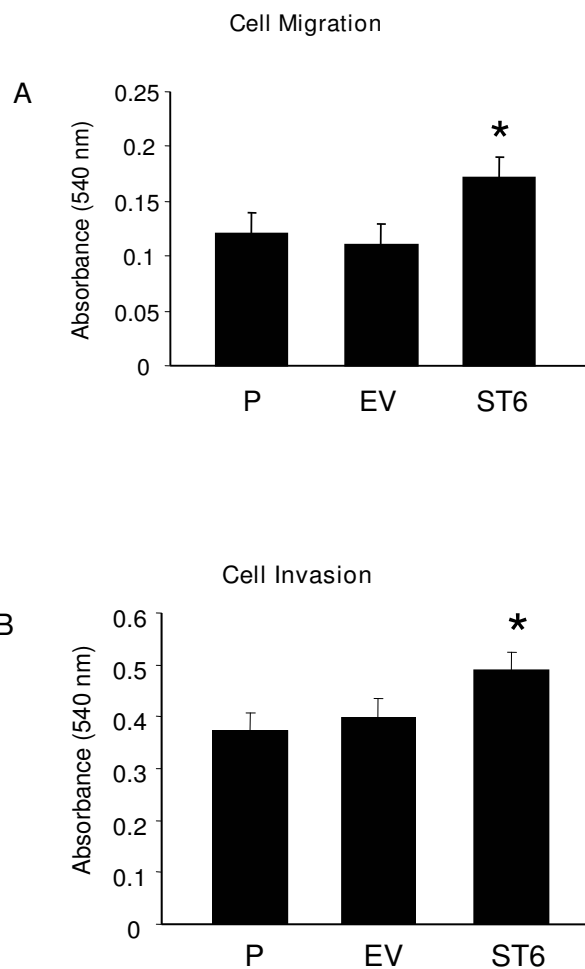 Cell Migration
A
Absorbance (540 nm)
0.25
0.2
0.15
0.1
0.05
0
*
P EV ST6
Cell Invasion
B
Absorbance (540 nm)
0.6
0.5
0.4
0.3
0.2
0.1
0
*
P EV ST6